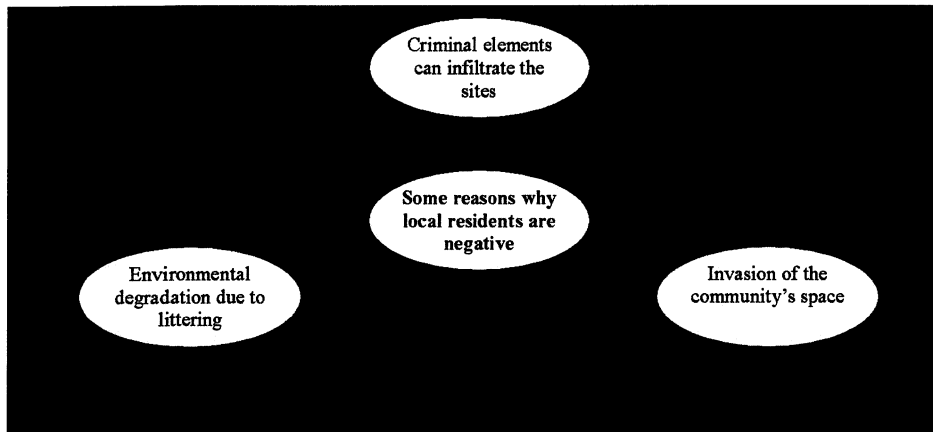 Criminal elements
can infiltrate the
sites
Some reasons why
local residents are
negative
Environmental
degradation due to
littering
Invasion of the
community's space